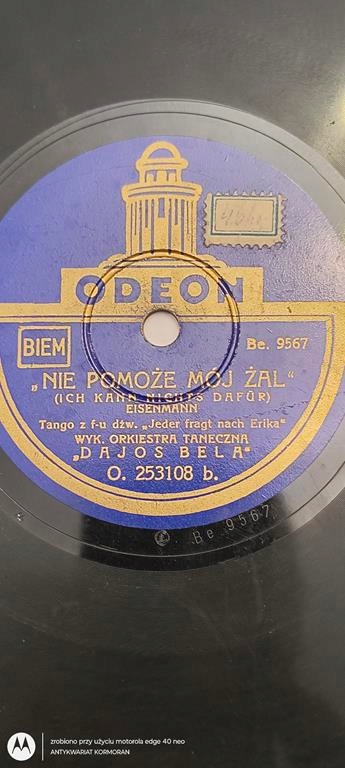 ODEON
BIEM
Be. 9567
„NIE POMOŻE MÓJ ŻAL"
(ICH KANN NICHTS DAFÜR)
EISENMANN
Tango z f-u dźw. „Jeder fragt nach Erika"
WYK. ORKIESTRA TANECZNA
„DAJOS BELA"
O. 253108 b.
Be 9567
zrobiono przy użyciu motorola edge 40 neo
ANTYKWARIAT KORMORAN